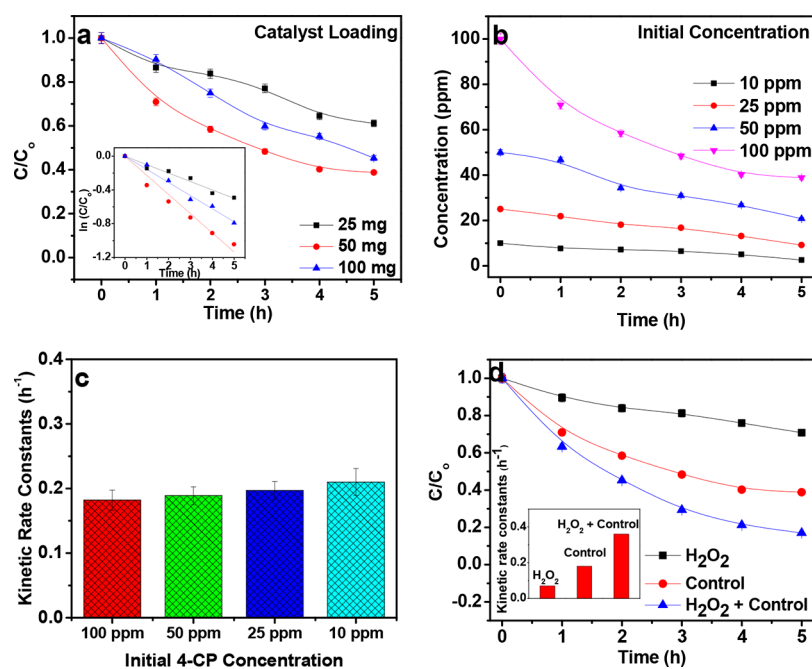 a
Catalyst Loading
C/Co
1.0
0.8
0.6
0.4
0.2
0.0
0 1 2 3 4 5
Time (h)
25 mg
50 mg
100 mg
ln (C/Co)
0.0
-0.4
-0.8
-1.2
0 1 2 3 4 5
Time (h)
b
Initial Concentration
Concentration (ppm)
100
80
60
40
20
0
0 1 2 3 4 5
Time (h)
10 ppm
25 ppm
50 ppm
100 ppm
c
Kinetic Rate Constants (h-1)
0.4
0.3
0.2
0.1
0.0
100 ppm 50 ppm 25 ppm 10 ppm
Initial 4-CP Concentration
d
C/Co
1.0
0.8
0.6
0.4
0.2
0.0
-0.2
0 1 2 3 4 5
Time (h)
H2O2
Control
H2O2 + Control
Kinetic rate constants (h-1)
0.4
0.2
0.0
H2O2
Control
H2O2 + Control